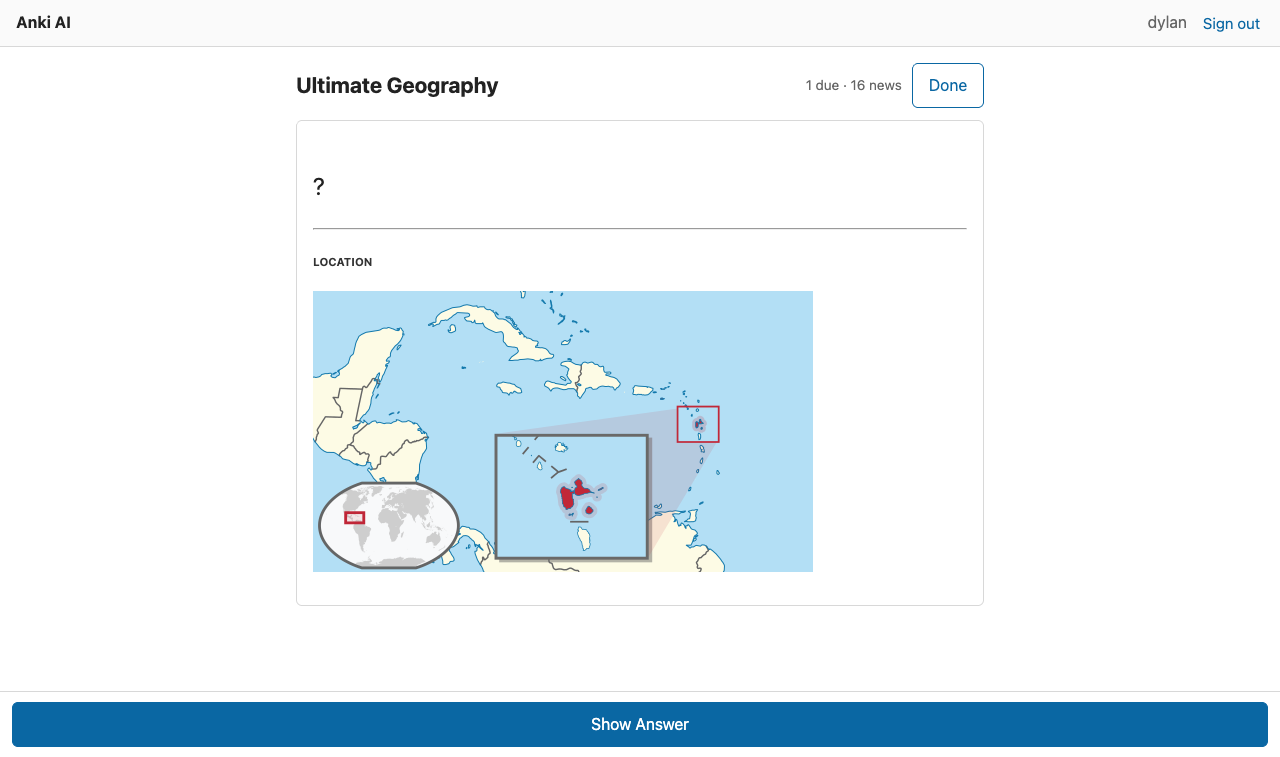 Anki AI
dylan
Sign out
Ultimate Geography
1 due · 16 news
Done
?
LOCATION
Show Answer